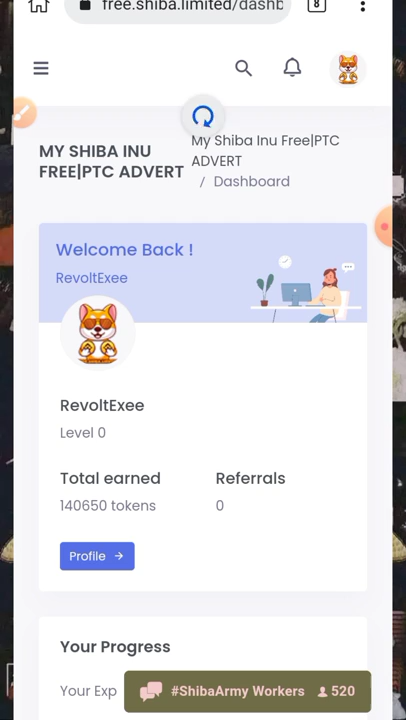 free.shiba.limited/dashb
8
MY SHIBA INU
FREE|PTC ADVERT
My Shiba Inu Free|PTC
ADVERT
/ Dashboard
Welcome Back !
RevoltExee
RevoltExee
Level 0
Total earned
Referrals
140650 tokens
0
Profile →
Your Progress
Your Exp
#ShibaArmy Workers 520